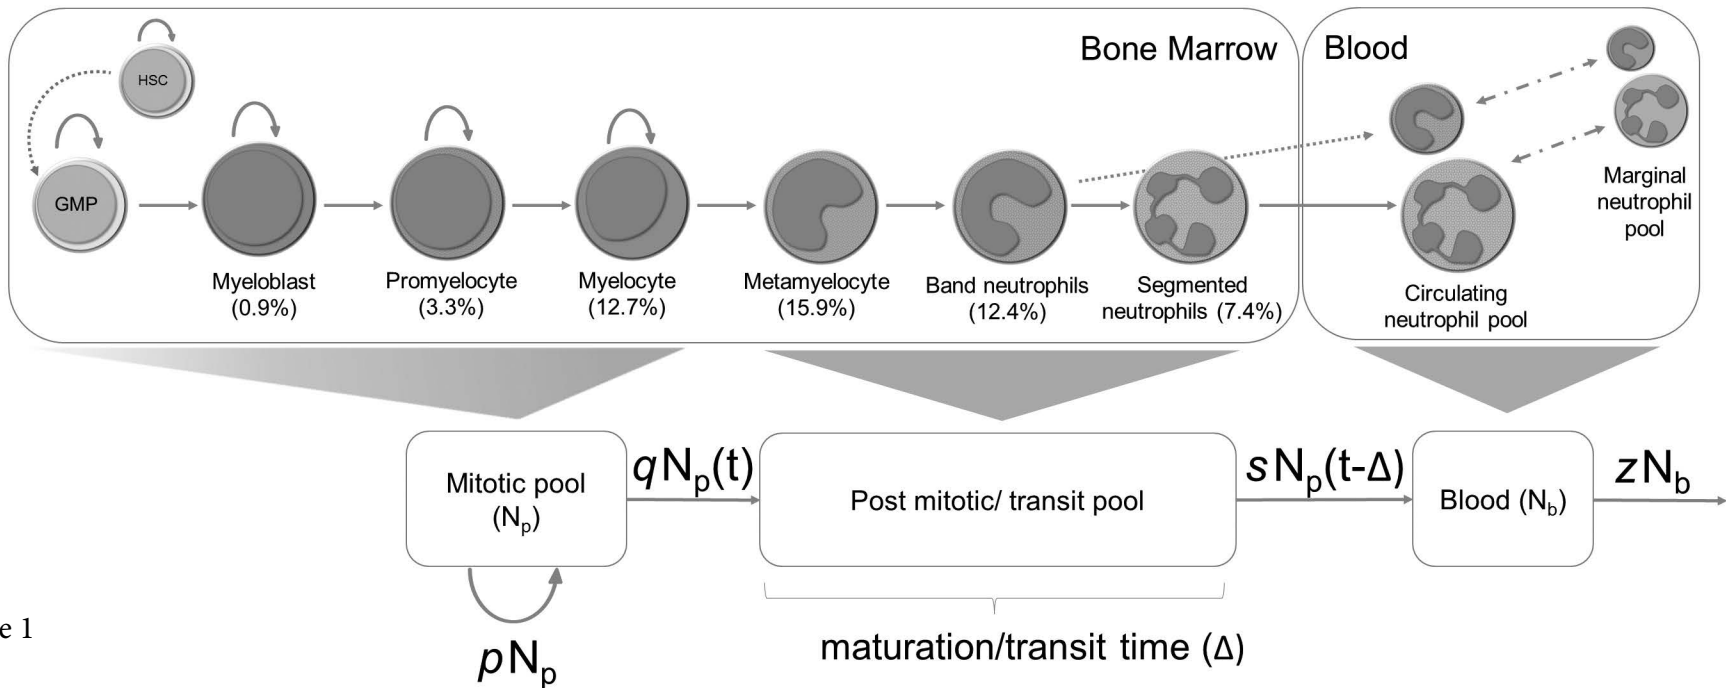 Bone Marrow
Blood
HSC
GMP
Myeloblast
(0.9%)
Promyelocyte
(3.3%)
Myelocyte
(12.7%)
Metamyelocyte
(15.9%)
Band neutrophils
(12.4%)
Segmented
neutrophils (7.4%)
Circulating
neutrophil pool
Marginal
neutrophil
pool
Mitotic pool
(Np)
qNp(t)
Post mitotic/ transit pool
sNp(t-Δ)
Blood (Nb)
zNb
pNp
maturation/transit time (Δ)
e 1